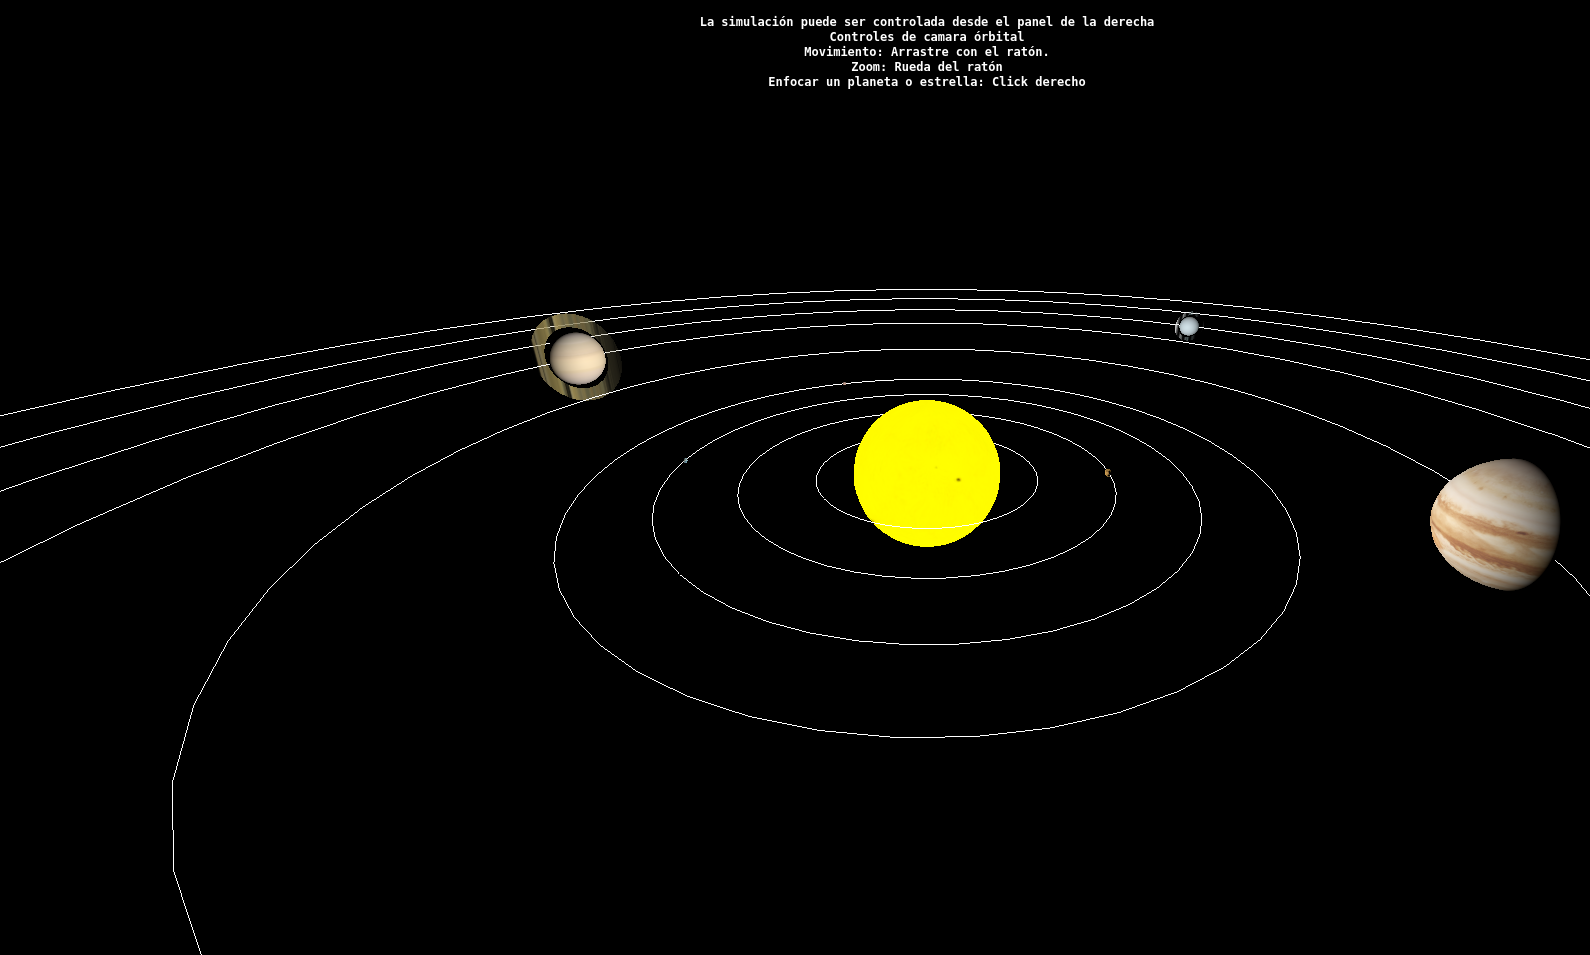 La simulación puede ser controlada desde el panel de la derecha
Controles de camara órbital
Movimiento: Arrastre con el ratón.
Zoom: Rueda del ratón
Enfocar un planeta o estrella: Click derecho